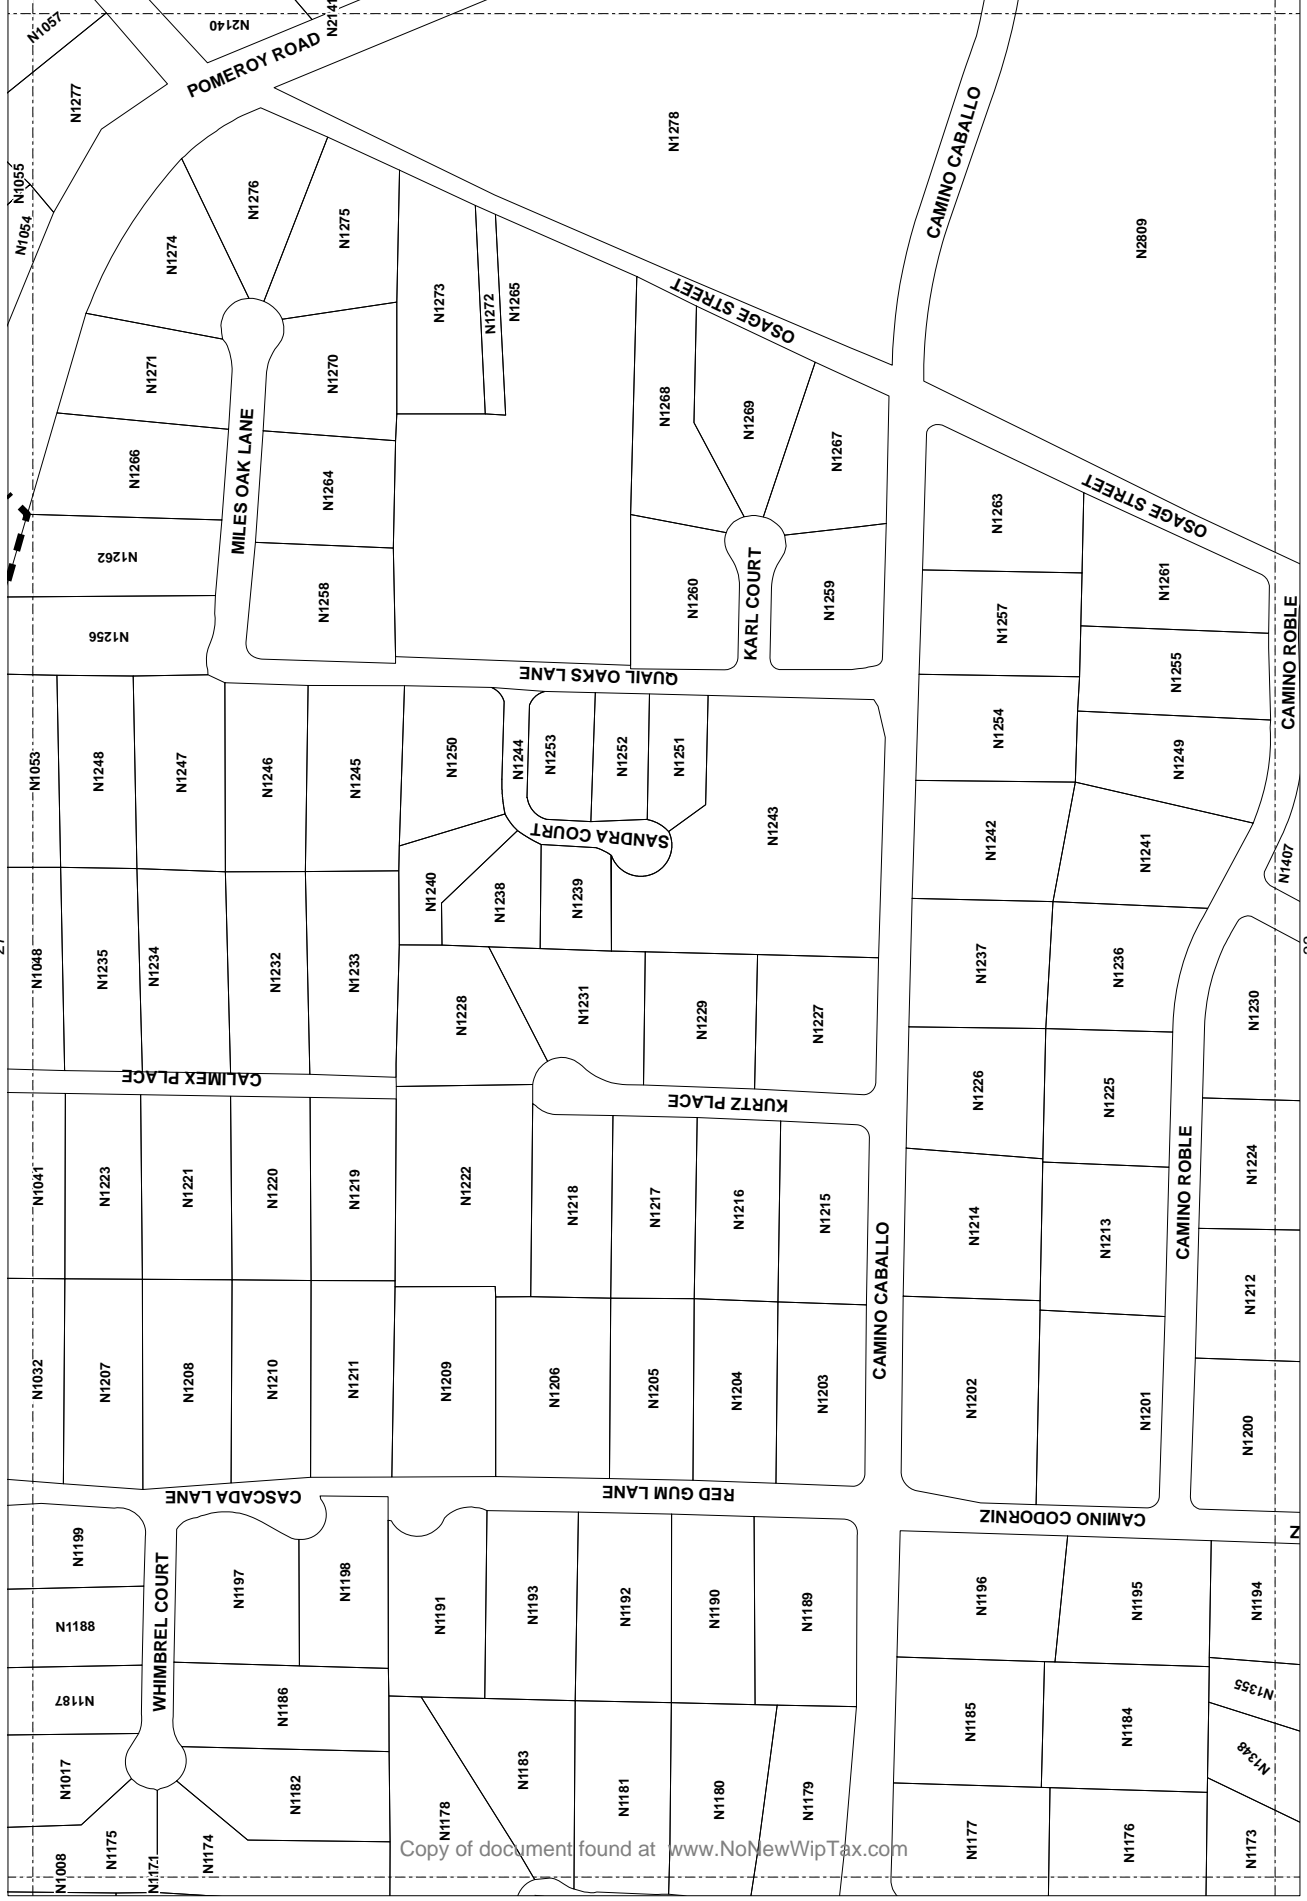 N1057
N2140
N2141
POMEROY ROAD
N1277
N1278
CAMINO CABALLO
N1055
N1054
N1276
N1275
N1274
N2809
N1273
N1272
N1265
OSAGE STREET
N1271
N1270
N1268
N1269
N1267
N1266
MILES OAK LANE
N1264
N1263
OSAGE STREET
N1262
N1258
N1260
KARL COURT
N1259
N1257
N1261
N1256
QUAIL OAKS LANE
N1255
CAMINO ROBLE
N1053
N1248
N1247
N1246
N1245
N1250
N1244
N1253
N1252
N1251
N1254
N1249
SANDRA COURT
N1243
N1242
N1241
N1407
N1240
N1238
N1239
N1048
N1235
N1234
N1232
N1233
N1237
N1236
N1228
N1231
N1229
N1227
N1230
CALIMEX PLACE
KURTZ PLACE
N1226
N1225
N1041
N1223
N1221
N1220
N1219
N1222
N1218
N1217
N1216
N1215
N1214
N1213
CAMINO ROBLE
N1224
CAMINO CABALLO
N1212
N1032
N1207
N1208
N1210
N1211
N1209
N1206
N1205
N1204
N1203
N1202
N1201
N1200
CASCADA LANE
RED GUM LANE
CAMINO CODORNIZ
Z
N1199
WHIMBREL COURT
N1197
N1198
N1191
N1193
N1192
N1190
N1189
N1196
N1195
N1194
N1188
N1187
N1186
N1185
N1184
N1355
N1348
N1017
N1182
N1183
N1181
N1180
N1179
N1178
N1177
N1176
N1173
N1008
N1175
N1171
N1174
Copy of document found at www.NoNewWipTax.com